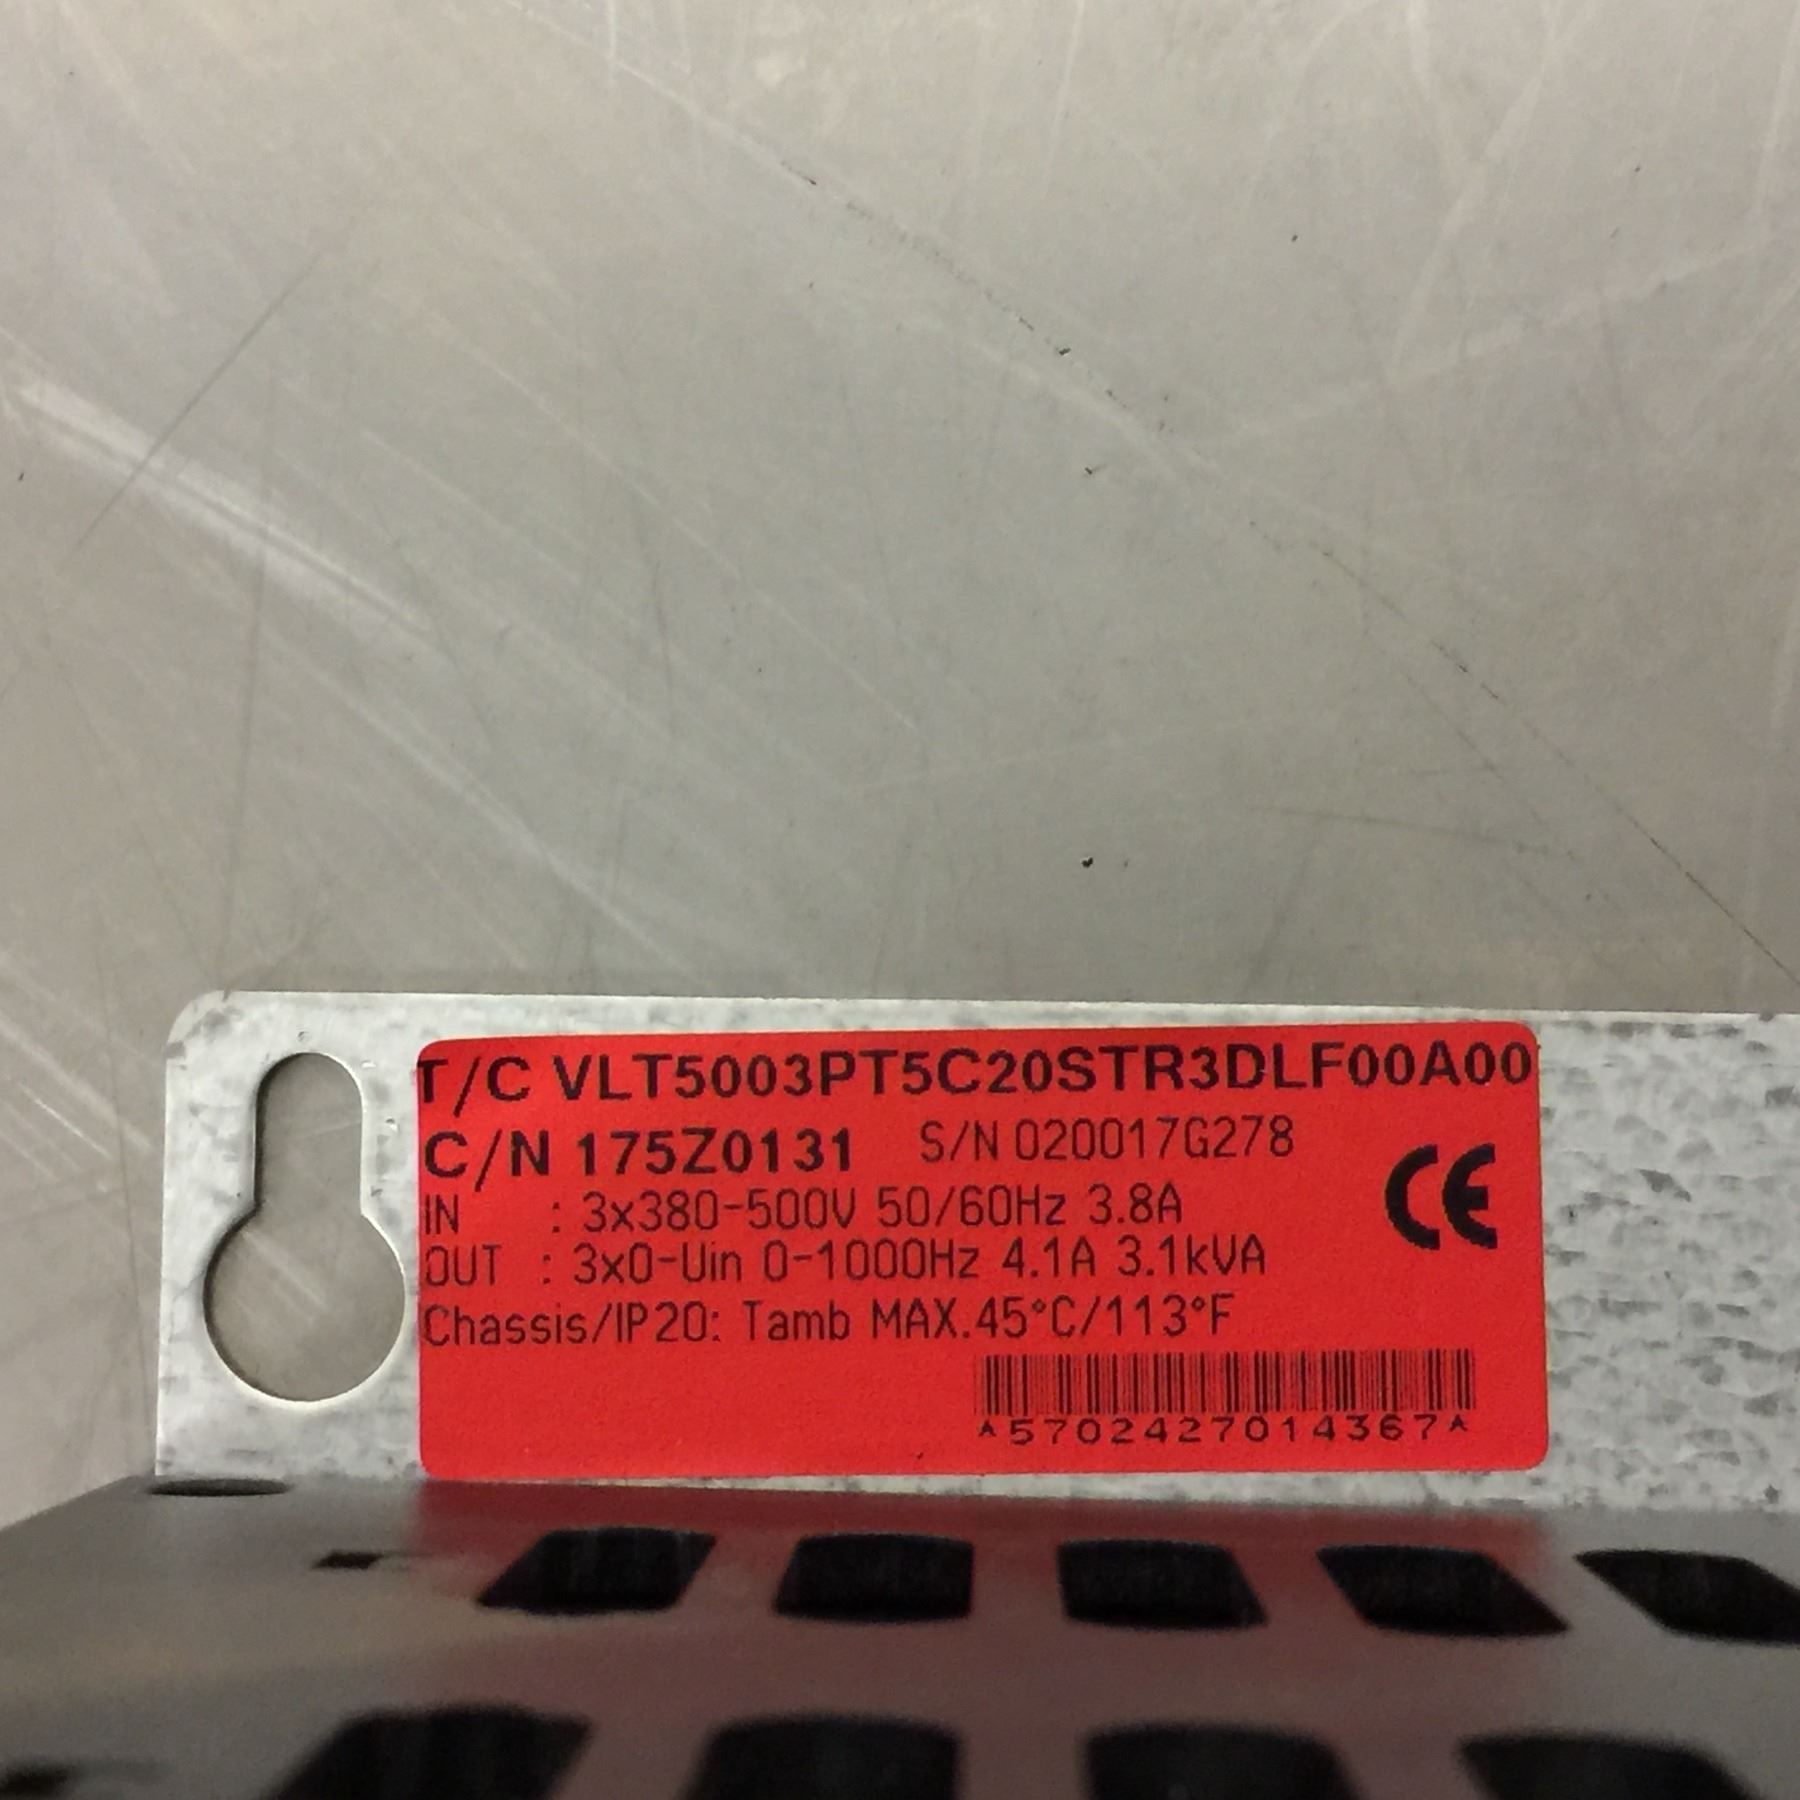 T/C VLT5003PT5C20STR3DLF00A00
C/N 175Z0131 S/N 020017G278
IN : 3x380-500V 50/60Hz 3.8A
OUT : 3x0-Uin 0-1000Hz 4.1A 3.1kVA
CE
Chassis/IP20: Tamb MAX.45°C/113°F
*5702427014367*